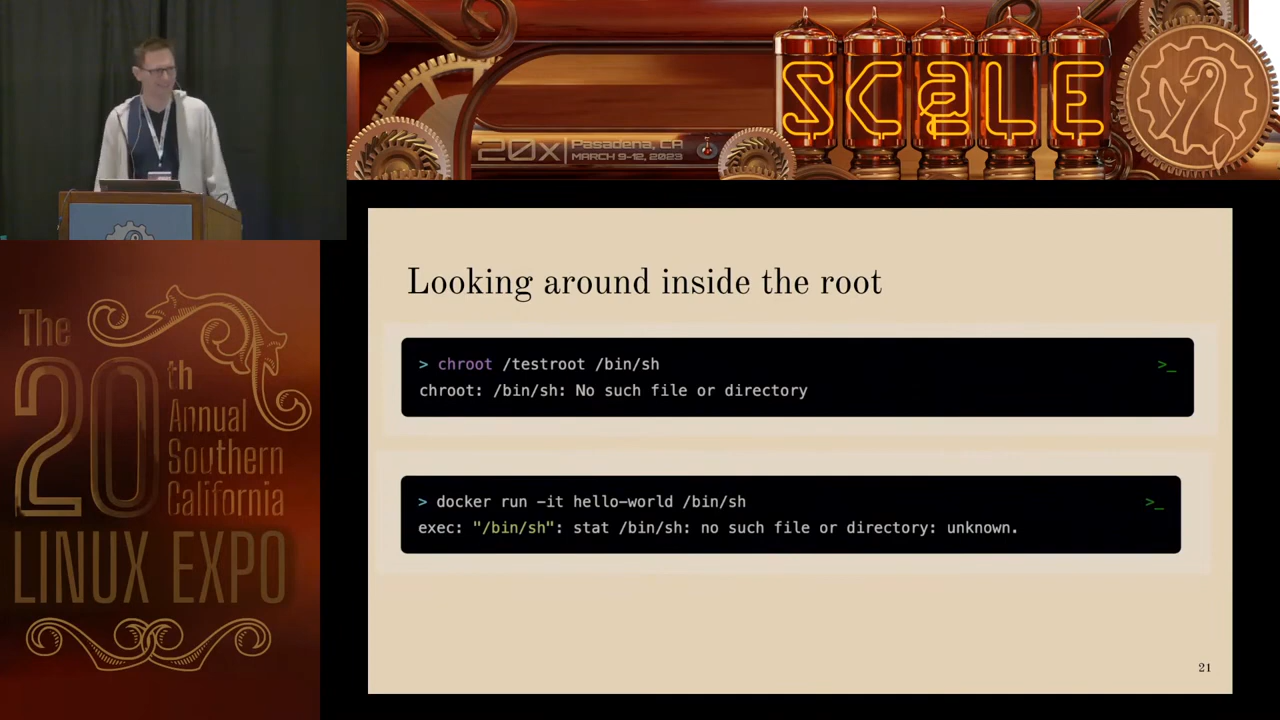 SCaLE
20x
Pasadena, CA
MARCH 9-12, 2023
The
20th
Annual
Southern
California
LINUX EXPO
Looking around inside the root
> chroot /testroot /bin/sh
>_
chroot: /bin/sh: No such file or directory
> docker run -it hello-world /bin/sh
>_
exec: "/bin/sh": stat /bin/sh: no such file or directory: unknown.
21